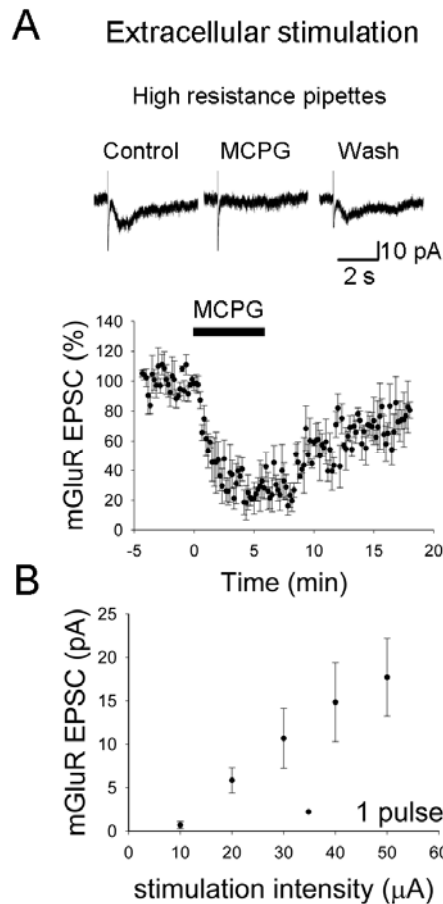 A
Extracellular stimulation
High resistance pipettes
Control MCPG Wash
10 pA
2 s
MCPG
mGluR EPSC (%)
140
120
100
80
60
40
20
0
-5 0 5 10 15 20
Time (min)
B
mGluR EPSC (pA)
25
20
15
10
5
0
1 pulse
0 10 20 30 40 50 60
stimulation intensity (μA)